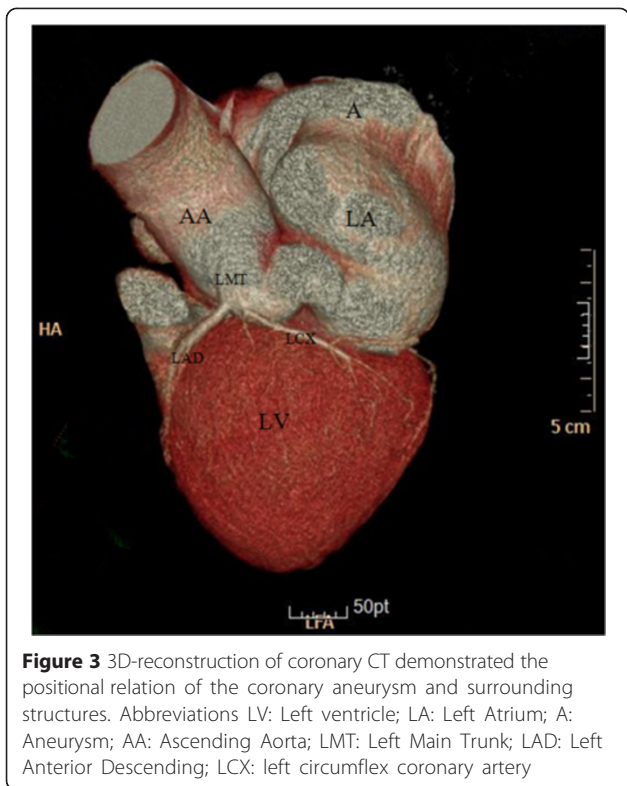 A
LA
AA
LMT
HA
LCX
LAD
LV
5 cm
50pt
LFA
Figure 3 3D-reconstruction of coronary CT demonstrated the
positional relation of the coronary aneurysm and surrounding
structures. Abbreviations LV: Left ventricle; LA: Left Atrium; A:
Aneurysm; AA: Ascending Aorta; LMT: Left Main Trunk; LAD: Left
Anterior Descending; LCX: left circumflex coronary artery